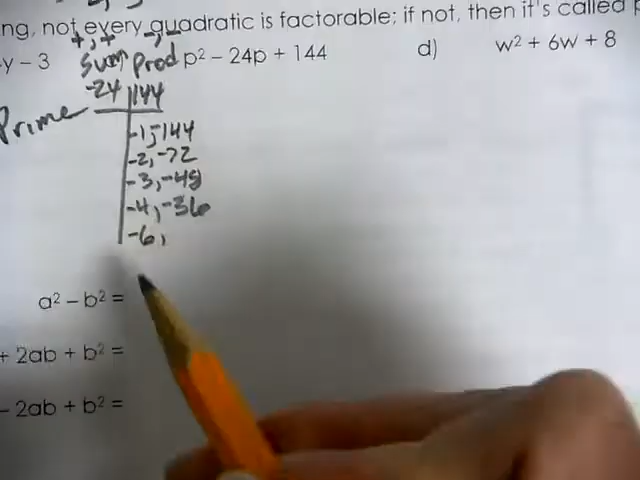 ng, not every quadratic is factorable; if not, then it's called
+, + -, -
y - 3 Sum Prod p² - 24p + 144 d) w² + 6w + 8
-24 144
Prime
-1, 144
-2, -72
-3, -48
-4, -36
-6,
a² - b² =
+ 2ab + b² =
- 2ab + b² =